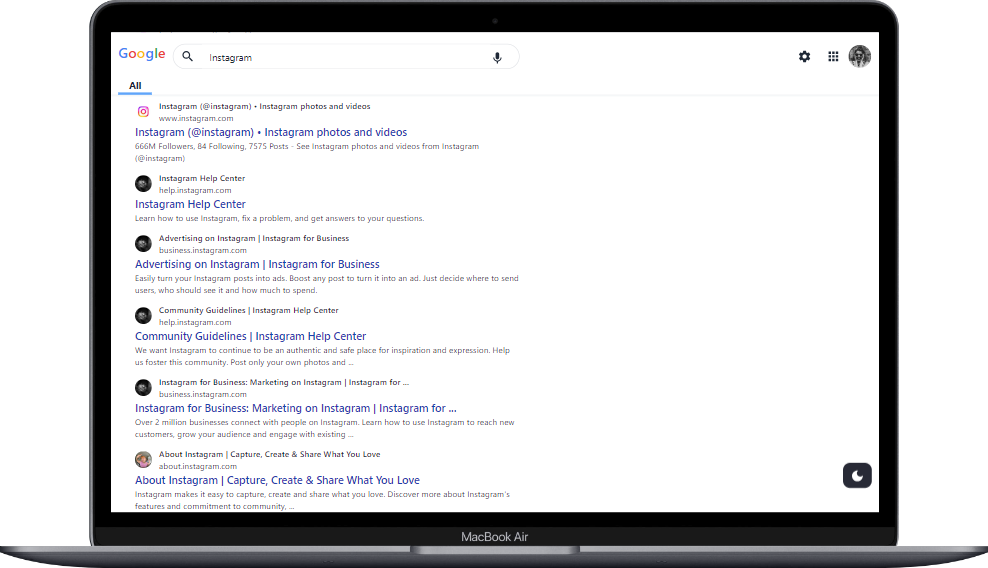 Google
Instagram
All
Instagram (@instagram) • Instagram photos and videos
www.instagram.com
Instagram (@instagram) • Instagram photos and videos
666M Followers, 84 Following, 7575 Posts - See Instagram photos and videos from Instagram
(@instagram)
Instagram Help Center
help.instagram.com
Instagram Help Center
Learn how to use Instagram, fix a problem, and get answers to your questions.
Advertising on Instagram | Instagram for Business
business.instagram.com
Advertising on Instagram | Instagram for Business
Easily turn your Instagram posts into ads. Boost any post to turn it into an ad. Just decide where to send
users, who should see it and how much to spend.
Community Guidelines | Instagram Help Center
help.instagram.com
Community Guidelines | Instagram Help Center
We want Instagram to continue to be an authentic and safe place for inspiration and expression. Help
us foster this community. Post only your own photos and ...
Instagram for Business: Marketing on Instagram | Instagram for ...
business.instagram.com
Instagram for Business: Marketing on Instagram | Instagram for ...
Over 2 million businesses connect with people on Instagram. Learn how to use Instagram to reach new
customers, grow your audience and engage with existing ...
About Instagram | Capture, Create & Share What You Love
about.instagram.com
About Instagram | Capture, Create & Share What You Love
Instagram makes it easy to capture, create and share what you love. Discover more about Instagram's
features and commitment to community, ...
MacBook Air